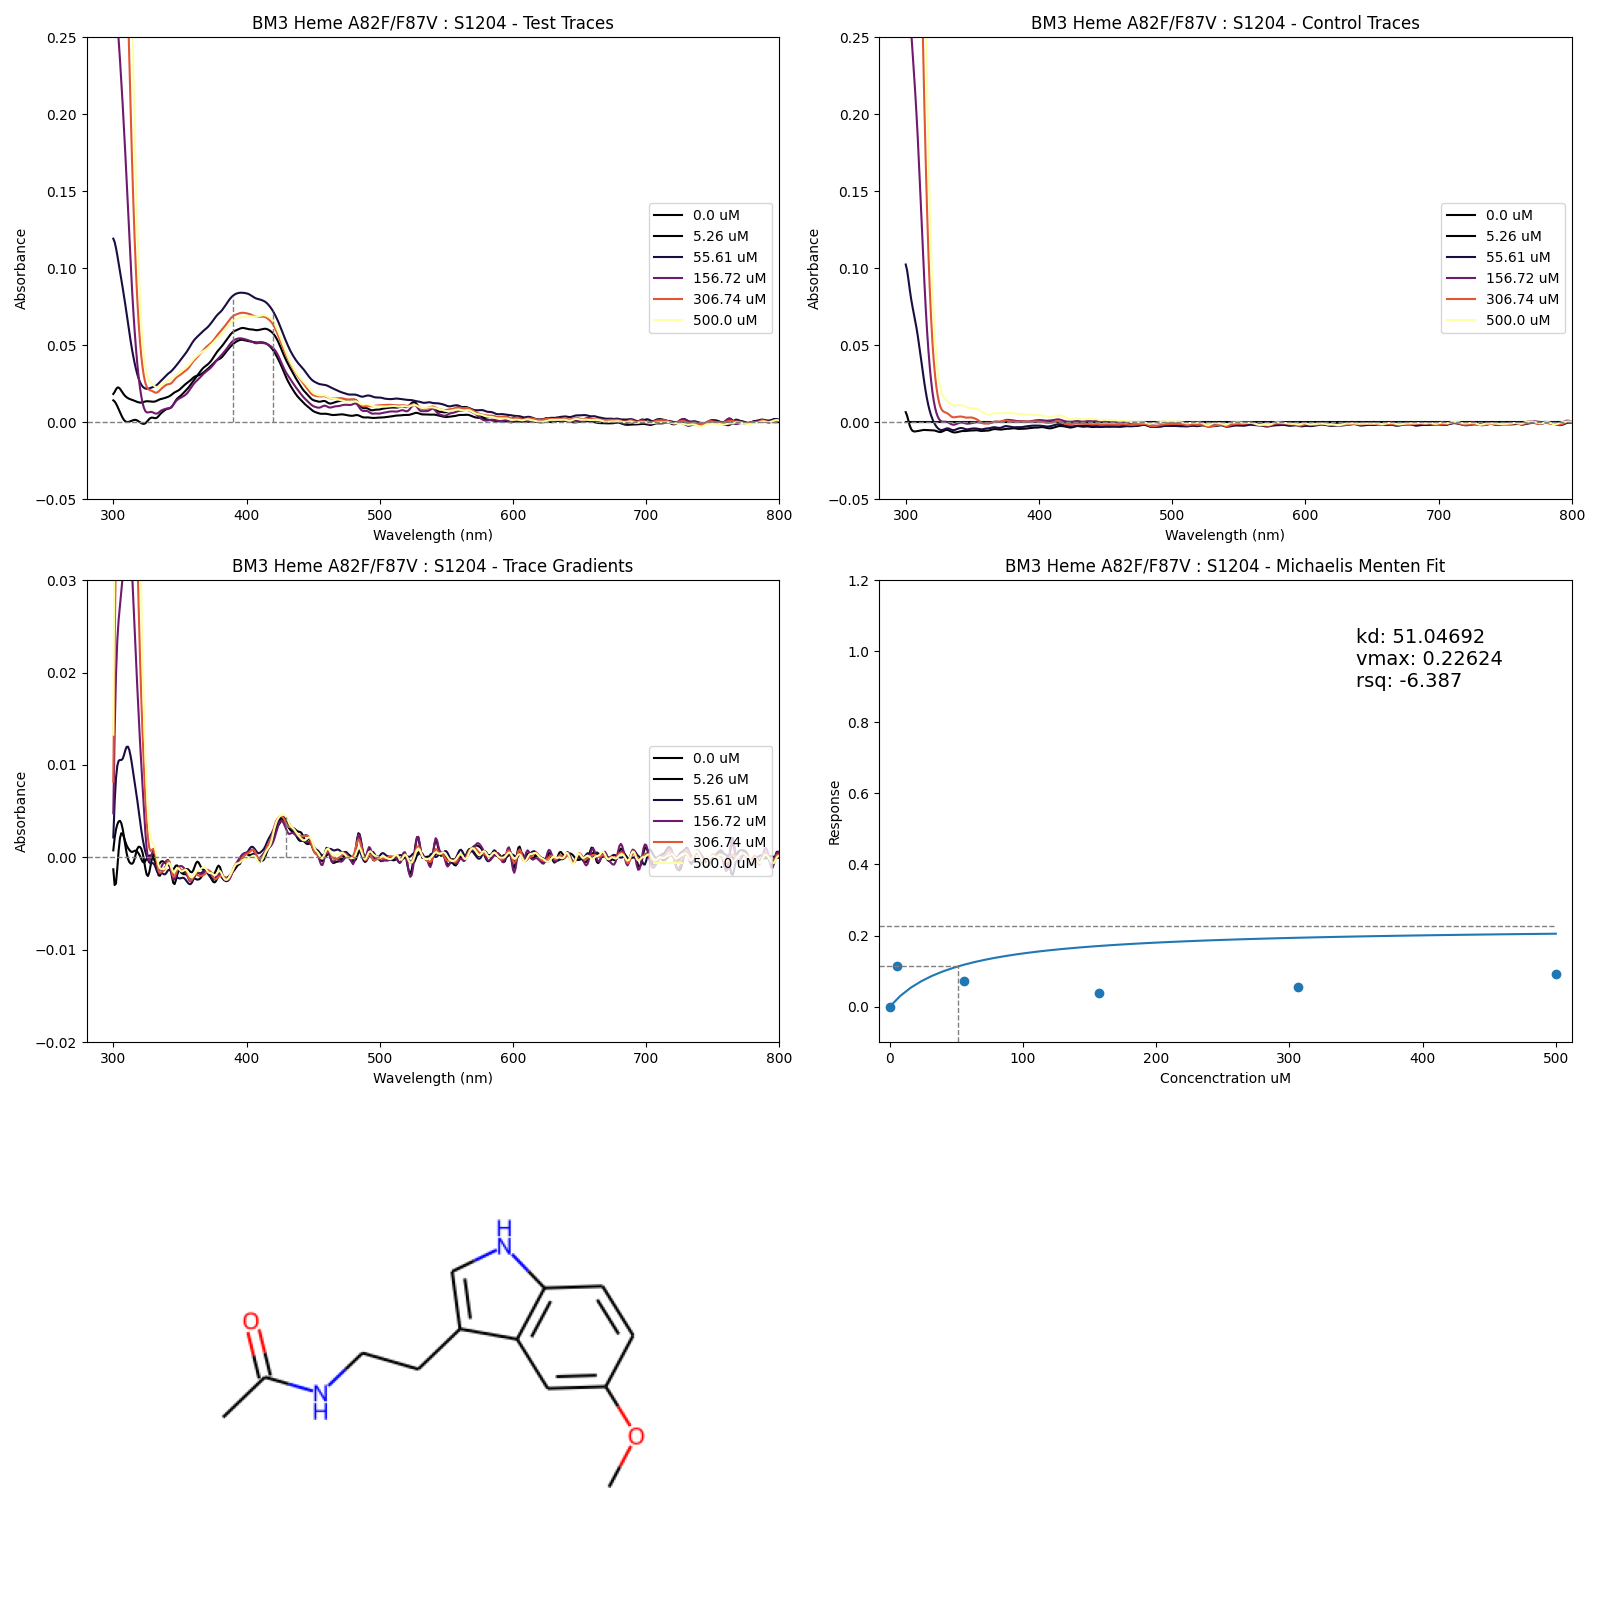 BM3 Heme A82F/F87V : S1204 - Test Traces
Absorbance
0.25
0.20
0.15
0.10
0.05
0.00
−0.05
0.0 uM
5.26 uM
55.61 uM
156.72 uM
306.74 uM
500.0 uM
300 400 500 600 700 800
Wavelength (nm)
BM3 Heme A82F/F87V : S1204 - Control Traces
Absorbance
0.25
0.20
0.15
0.10
0.05
0.00
−0.05
0.0 uM
5.26 uM
55.61 uM
156.72 uM
306.74 uM
500.0 uM
300 400 500 600 700 800
Wavelength (nm)
BM3 Heme A82F/F87V : S1204 - Trace Gradients
Absorbance
0.03
0.02
0.01
0.00
−0.01
−0.02
0.0 uM
5.26 uM
55.61 uM
156.72 uM
306.74 uM
500.0 uM
300 400 500 600 700 800
Wavelength (nm)
BM3 Heme A82F/F87V : S1204 - Michaelis Menten Fit
Response
1.2
1.0
0.8
0.6
0.4
0.2
0.0
kd: 51.04692
vmax: 0.22624
rsq: -6.387
0 100 200 300 400 500
Concenctration uM
H
N
O
N
H
O